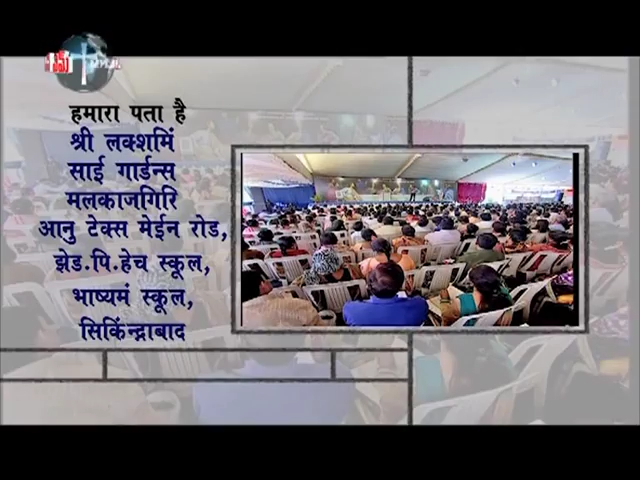 हमारा पता है
श्री लक्शमिं
साई गार्डन्स
मलकाजगिरि
आनु टेक्स मेईन रोड,
झेड.पि.हेच स्कूल,
भाष्यमं स्कूल,
सिकिंन्द्राबाद